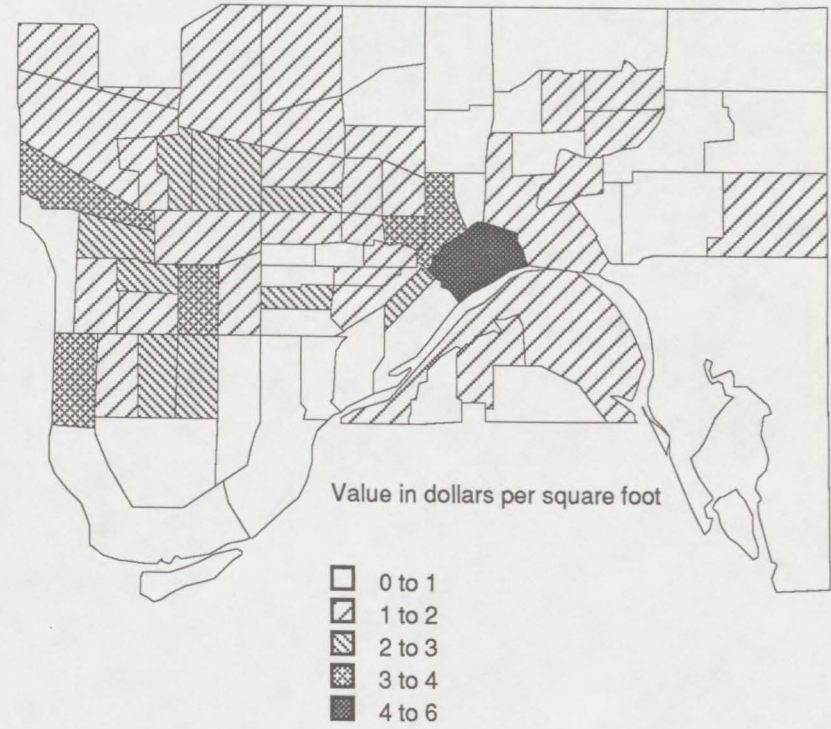 Value in dollars per square foot
0 to 1
1 to 2
2 to 3
3 to 4
4 to 6